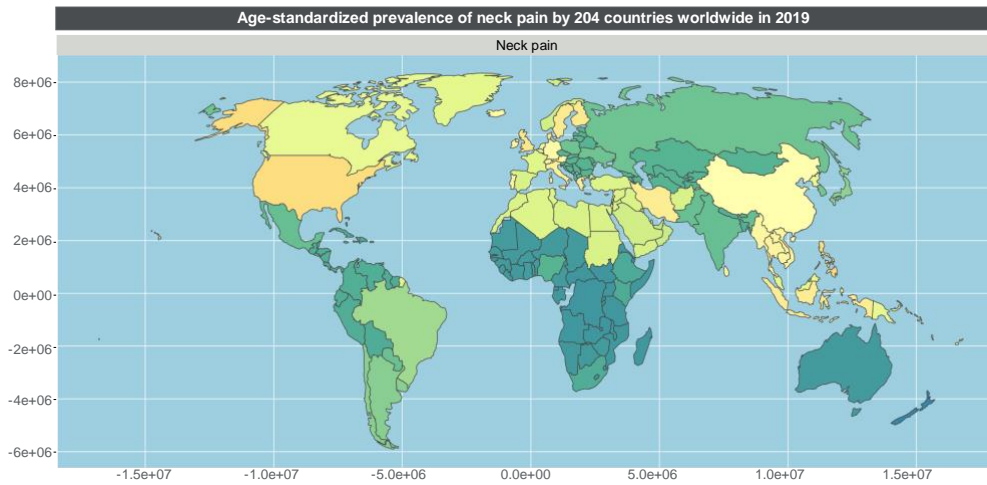 Age-standardized prevalence of neck pain by 204 countries worldwide in 2019
Neck pain
8e+06
6e+06
4e+06
2e+06
0e+00
-2e+06
-4e+06
-6e+06
-1.5e+07 -1.0e+07 -5.0e+06 0.0e+00 5.0e+06 1.0e+07 1.5e+07